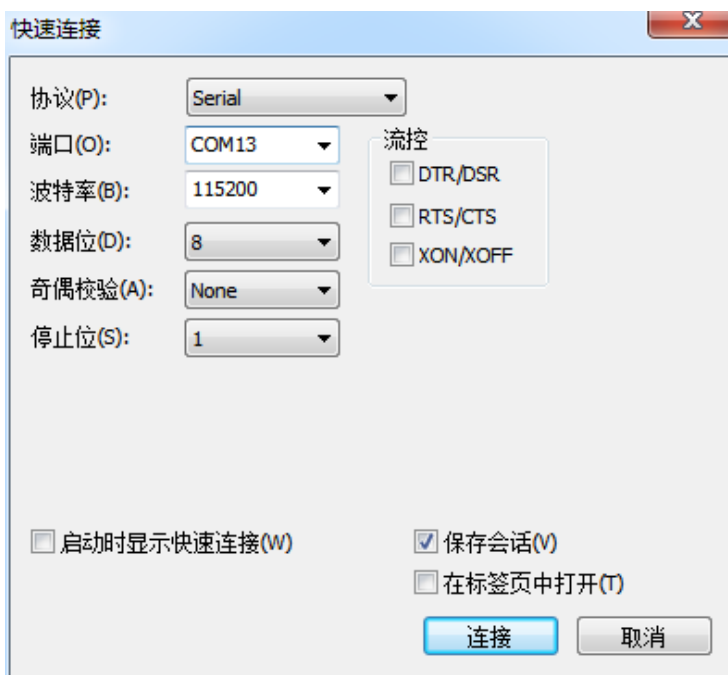 快速连接
协议(P): Serial
端口(O): COM13
流控
波特率(B): 115200
DTR/DSR
RTS/CTS
数据位(D): 8
XON/XOFF
奇偶校验(A): None
停止位(S): 1
启动时显示快速连接(W)
保存会话(V)
在标签页中打开(T)
连接
取消